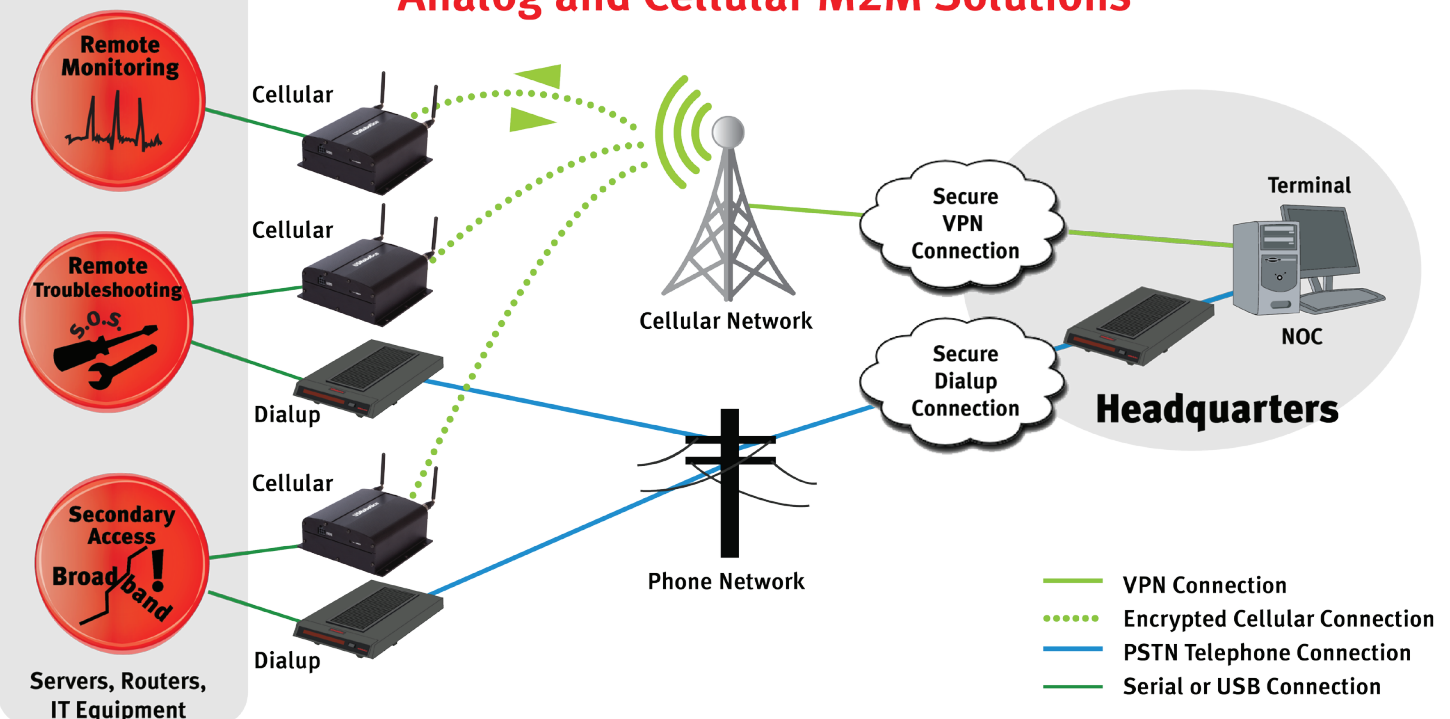 Analog and Cellular M2M Solutions
Remote
Monitoring
Cellular
Cellular
Remote
Troubleshooting
S.O.S.
Dialup
Cellular
Secondary
Access
Broadband
!
Dialup
Servers, Routers,
IT Equipment
Cellular Network
Phone Network
Secure
VPN
Connection
Secure
Dialup
Connection
Terminal
NOC
Headquarters
VPN Connection
Encrypted Cellular Connection
PSTN Telephone Connection
Serial or USB Connection